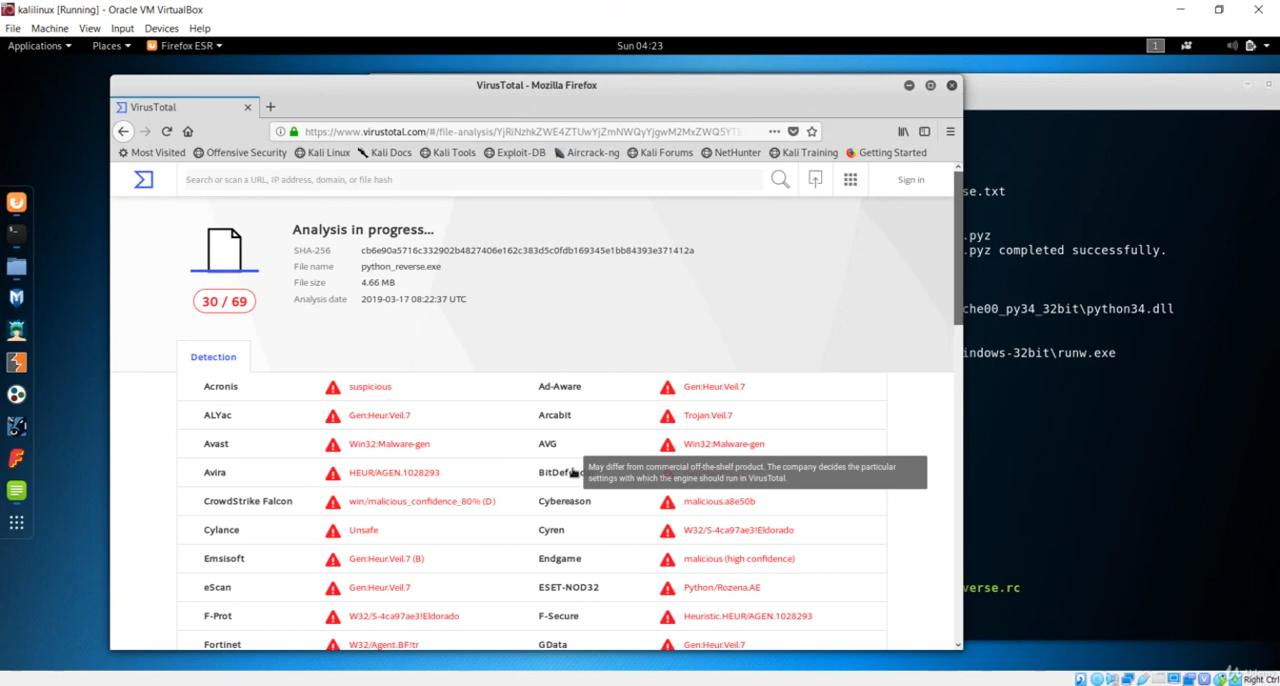 kalilinux [Running] - Oracle VM VirtualBox
File Machine View Input Devices Help
Applications Places Firefox ESR Sun 04:23 1
VirusTotal - Mozilla Firefox
VirusTotal
https://www.virustotal.com/#/file-analysis/
Most Visited Offensive Security Kali Linux Kali Docs Kali Tools Exploit-DB Aircrack-ng Kali Forums NetHunter Kali Training Getting Started
Search or scan a URL, IP address, domain, or file hash Sign in
Analysis in progress...
SHA-256 cb6e90a5716c332902b4827406e162c383d5c0fdb169345e1bb84393e371412a
File name python_reverse.exe
File size 4.66 MB
Analysis date 2019-03-17 08:22:37 UTC
30 / 69
Detection
Acronis suspicious Ad-Aware Gen:Heur.Veil.7
ALYac Gen:Heur.Veil.7 Arcabit Trojan.Veil.7
Avast Win32:Malware-gen AVG Win32:Malware-gen
Avira HEUR/AGEN.1028293
May differ from commercial off-the-shelf product. The company decides the particular
settings with which the engine should run in VirusTotal.
CrowdStrike Falcon win/malicious_confidence_80% (D) Cybereason malicious.a8e50b
Cylance Unsafe Cyren W32/S-4ca97ae3!Eldorado
Emsisoft Gen:Heur.Veil.7 (B) Endgame malicious (high confidence)
eScan Gen:Heur.Veil.7 ESET-NOD32 Python/Rozena.AE
F-Prot W32/S-4ca97ae3!Eldorado F-Secure Heuristic.HEUR/AGEN.1028293
Fortinet W32/Agent.BF!tr GData Gen:Heur.Veil.7
se.txt
.pyz
.pyz completed successfully.
che00_py34_32bit\python34.dll
indows-32bit\runw.exe
verse.rc
Right Ctrl